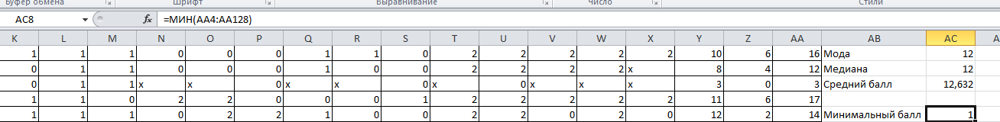 Буфер обмена Шрифт Выравнивание Число Стили
AC8 fx =МИН(AA4:AA128)
K L M N O P Q R S T U V W X Y Z AA AB AC
1 1 1 0 0 0 1 1 0 2 2 2 2 2 10 6 16 Мода 12
0 1 1 0 0 0 1 0 0 2 2 2 2 x 8 4 12 Медиана 12
0 1 1 x x 0 x x 0 x 0 x x x 3 0 3 Средний балл 12,632
1 1 0 2 2 0 0 0 1 2 2 2 2 2 11 6 17
1 1 1 0 2 2 1 0 0 2 2 0 2 0 12 2 14 Минимальный балл 1